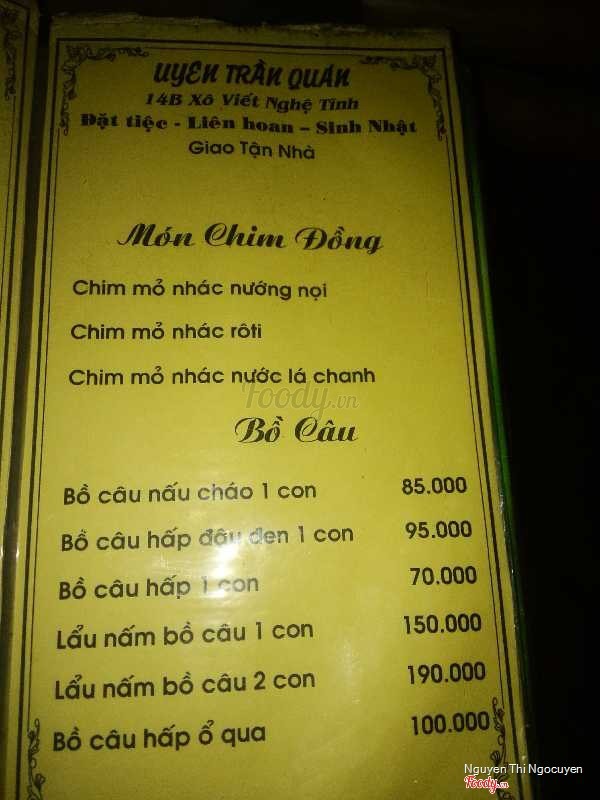 UYEN TRẦN QUÁN
14B Xô Viết Nghệ Tĩnh
Đặt tiệc - Liên hoan – Sinh Nhật
Giao Tận Nhà
Món Chim Đồng
Chim mỏ nhác nướng nọi
Chim mỏ nhác rôti
Chim mỏ nhác nước lá chanh
Foody.vn
Bồ Câu
Bồ câu nấu cháo 1 con 85.000
Bồ câu hấp đậu đen 1 con 95.000
Bồ câu hấp 1 con 70.000
Lẩu nấm bồ câu 1 con 150.000
Lẩu nấm bồ câu 2 con 190.000
Bồ câu hấp ổ qua 100.000
Nguyen Thi Ngocuyen
Foody.vn